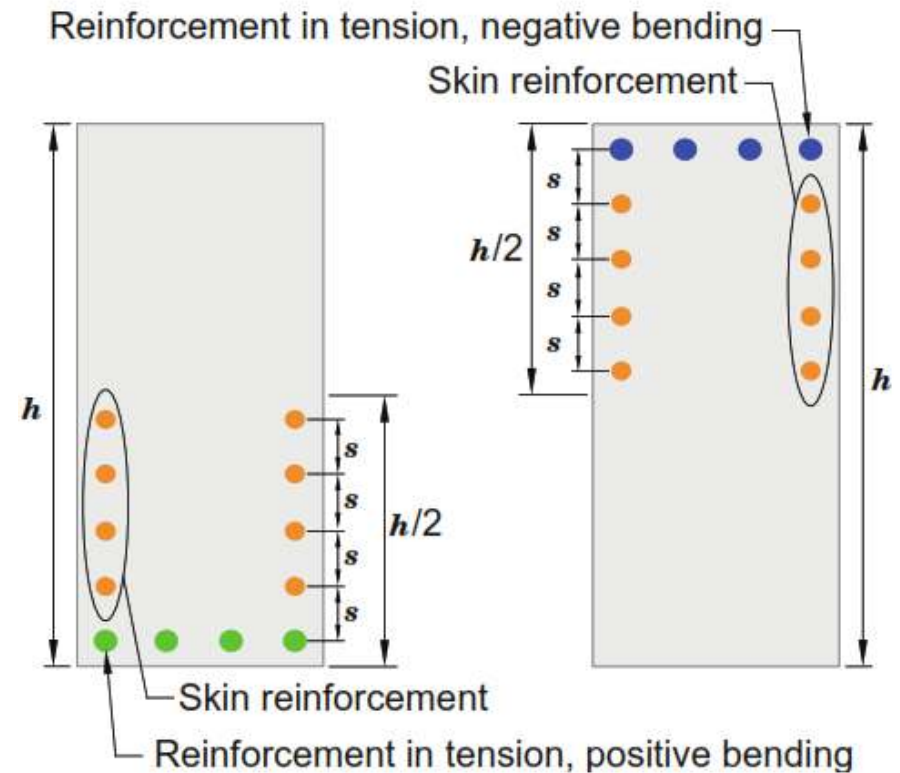 Reinforcement in tension, negative bending
Skin reinforcement
s
s
h/2
s
s
h
h
s
s
h/2
s
s
Skin reinforcement
Reinforcement in tension, positive bending